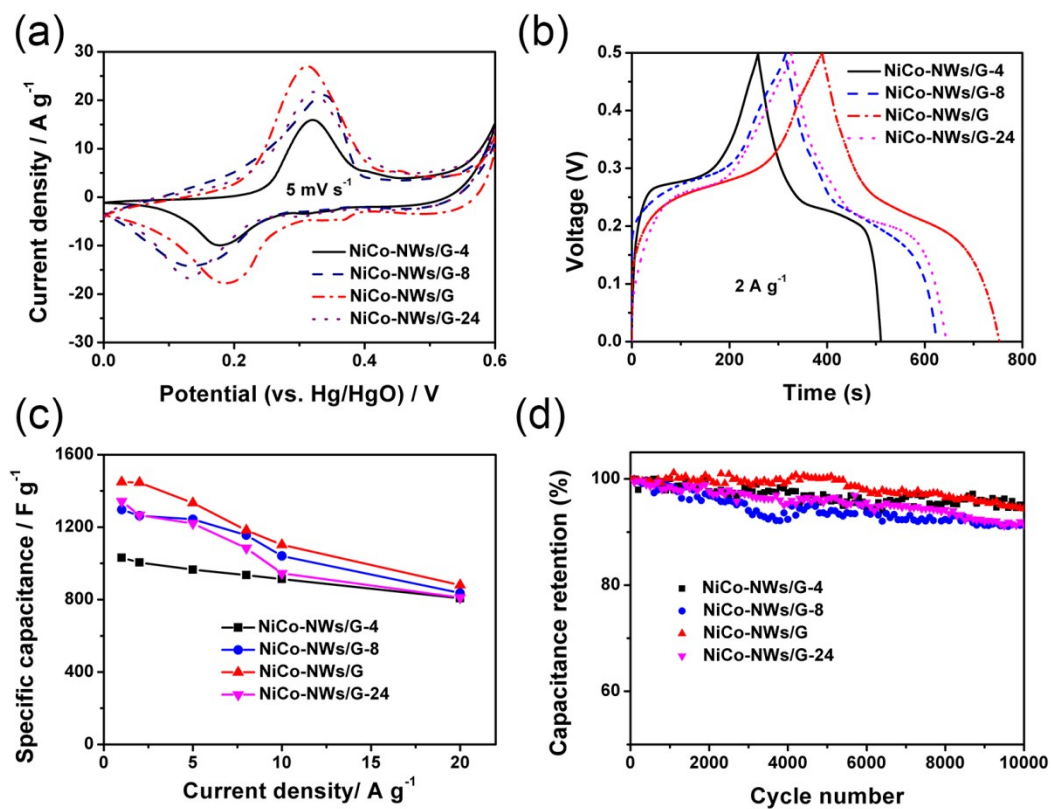 (a)
30
20
10
0
-10
-20
-30
Current density / A g-1
5 mV s-1
NiCo-NWs/G-4
NiCo-NWs/G-8
NiCo-NWs/G
NiCo-NWs/G-24
0.0 0.2 0.4 0.6
Potential (vs. Hg/HgO) / V
(b)
0.5
0.4
0.3
0.2
0.1
0.0
Voltage (V)
NiCo-NWs/G-4
NiCo-NWs/G-8
NiCo-NWs/G
NiCo-NWs/G-24
2 A g-1
0 200 400 600 800
Time (s)
(c)
1600
1200
800
400
0
Specific capacitance / F g-1
NiCo-NWs/G-4
NiCo-NWs/G-8
NiCo-NWs/G
NiCo-NWs/G-24
0 5 10 15 20
Current density/ A g-1
(d)
100
80
60
Capacitance retention (%)
NiCo-NWs/G-4
NiCo-NWs/G-8
NiCo-NWs/G
NiCo-NWs/G-24
0 2000 4000 6000 8000 10000
Cycle number